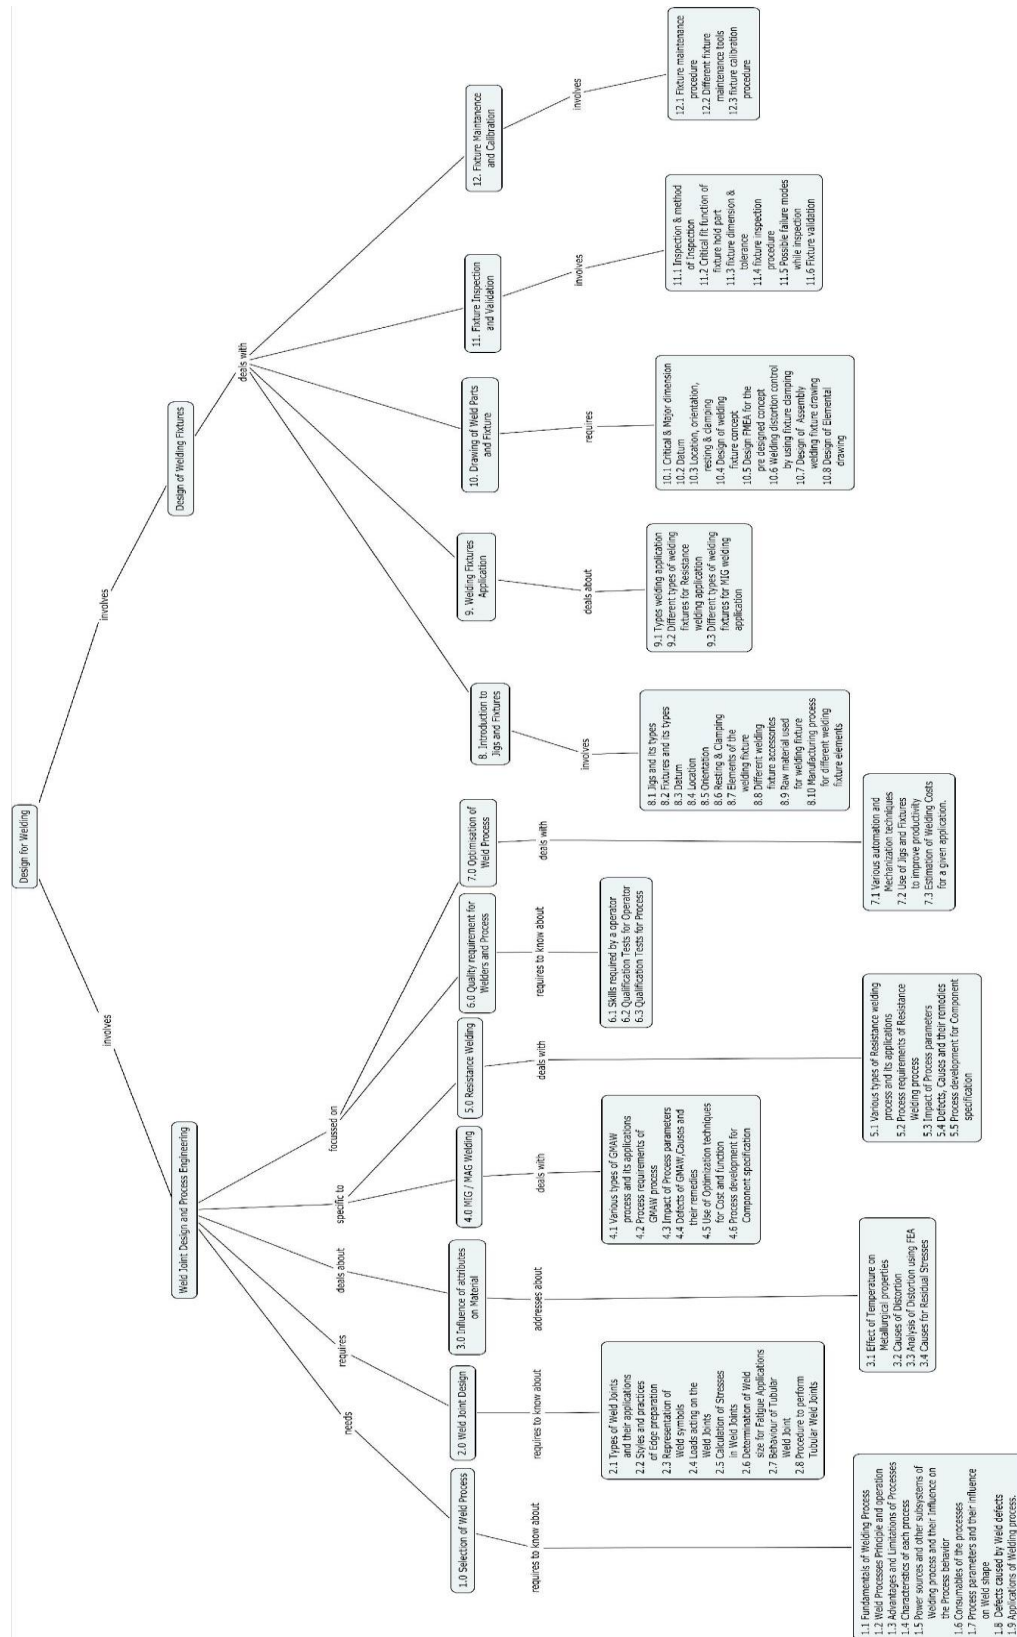 Design for Welding
involves
involves
Weld Joint Design and Process Engineering
Design of Welding Fixtures
needs
requires
deals about
specific to
focussed on
deals with
1.0 Selection of Weld Process
2.0 Weld Joint Design
3.0 Influence of attributes
on Material
4.0 MIG / MAG Welding
5.0 Resistance Welding
6.0 Quality requirement for
Welders and Process
7.0 Optimisation of
Weld Process
8. Introduction to
Jigs and Fixtures
9. Welding Fixtures
Application
10. Drawing of Weld Parts
and Fixture
11. Fixture Inspection
and Validation
12. Fixture Maintanence
and Calibration
requires to know about
requires to know about
addresses about
deals with
deals with
requires to know about
deals with
involves
deals about
requires
involves
involves
1.1 Fundamentals of Welding Process
1.2 Weld Processes Principle and operation
1.3 Advantages and Limitations of Processes
1.4 Characteristics of each process
1.5 Power sources and other subsystems of
Welding process and their Influence on
the Process behavior
1.6 Consumables of the processes
1.7 Process parameters and their influence
on Weld shape
1.8 Defects caused by Weld defects
1.9 Applications of Welding process.
2.1 Types of Weld Joints
and their applications
2.2 Styles and practices
of Edge preparation
2.3 Representation of
Weld symbols
2.4 Loads acting on the
Weld Joints
2.5 Calculation of Stresses
in Weld Joints
2.6 Determination of Weld
size for Fatigue Applications
2.7 Behaviour of Tubular
Weld Joint
2.8 Procedure to perform
Tubular Weld Joints
3.1 Effect of Temperature on
Metallurgical properties
3.2 Causes of Distortion
3.3 Analysis of Distortion using FEA
3.4 Causes for Residual Stresses
4.1 Various types of GMAW
process and its applications
4.2 Process requirements of
GMAW process
4.3 Impact of Process parameters
4.4 Defects of GMAW,Causes and
their remedies
4.5 Use of Optimization techniques
for Cost and function
4.6 Process development for
Component specification
5.1 Various types of Resistance welding
process and its applications
5.2 Process requirements of Resistance
Welding process
5.3 Impact of Process parameters
5.4 Defects, Causes and their remedies
5.5 Process development for Component
specification
6.1 Skills required by a operator
6.2 Qualification Tests for Operator
6.3 Qualification Tests for Process
7.1 Various automation and
Mechanization techniques
7.2 Use of Jigs and Fixtures
to improve productivity
7.3 Estimation of Welding Costs
for a given application.
8.1 Jigs and its types
8.2 Fixtures and its types
8.3 Datum
8.4 Location
8.5 Orientation
8.6 Resting & Clamping
8.7 Elements of the
welding fixture
8.8 Different welding
fixture accessories
8.9 Raw material used
for welding fixture
8.10 Manufacturing process
for different welding
fixture elements
9.1 Types welding application
9.2 Different types of welding
fixtures for Resistance
welding application
9.3 Different types of welding
fixtures for MIG welding
application
10.1 Critical & Major dimension
10.2 Datum
10.3 Location, orientation,
resting & clamping
10.4 Design of welding
fixture concept
10.5 Design FMEA for the
pre designed concept
10.6 Welding distortion control
by using fixture clamping
10.7 Design of Assembly
welding fixture drawing
10.8 Design of Elemental
drawing
11.1 Inspection & method
of Inspection
11.2 Critical fit function of
fixture hold part
11.3 fixture dimension &
tolerance
11.4 fixture inspection
procedure
11.5 Possible failure modes
while inspection
11.6 Fixture validation
12.1 Fixture maintenance
procedure
12.2 Different fixture
maintenance tools
12.3 fixture calibration
procedure